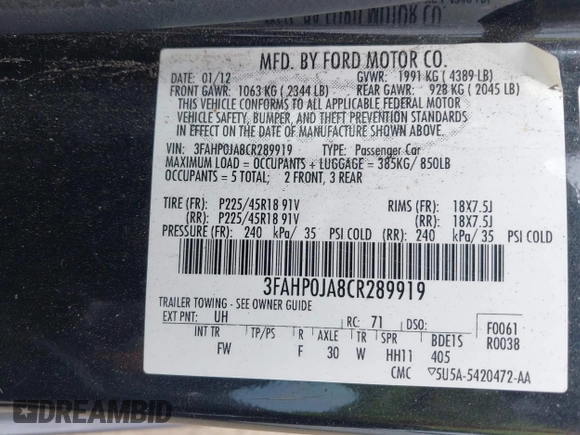 MFD. BY FORD MOTOR CO.
DATE: 01/12 GVWR: 1991 KG ( 4389 LB)
FRONT GAWR: 1063 KG ( 2344 LB) REAR GAWR: 928 KG ( 2045 LB)
THIS VEHICLE CONFORMS TO ALL APPLICABLE FEDERAL MOTOR
VEHICLE SAFETY, BUMPER, AND THEFT PREVENTION STANDARDS
IN EFFECT ON THE DATE OF MANUFACTURE SHOWN ABOVE.
VIN: 3FAHP0JA8CR289919 TYPE: Passenger Car
MAXIMUM LOAD = OCCUPANTS + LUGGAGE = 385KG/ 850LB
OCCUPANTS = 5 TOTAL; 2 FRONT, 3 REAR
TIRE (FR): P225/45R18 91V RIMS (FR): 18X7.5J
(RR): P225/45R18 91V (RR): 18X7.5J
PRESSURE (FR): 240 kPa/ 35 PSI COLD (RR): 240 kPa/ 35 PSI COLD
3FAHP0JA8CR289919
TRAILER TOWING - SEE OWNER GUIDE
EXT PNT: UH RC: 71 DSO: F0061
R0038
INT TR TP/PS R AXLE TR SPR BDE1S
FW F 30 W HH11 405
CMC ▽5U5A-5420472-AA
DREAMBID